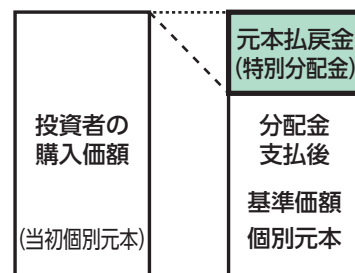 投資者の
購入価額
(当初個別元本)
元本払戻金
(特別分配金)
分配金
支払後
基準価額
個別元本